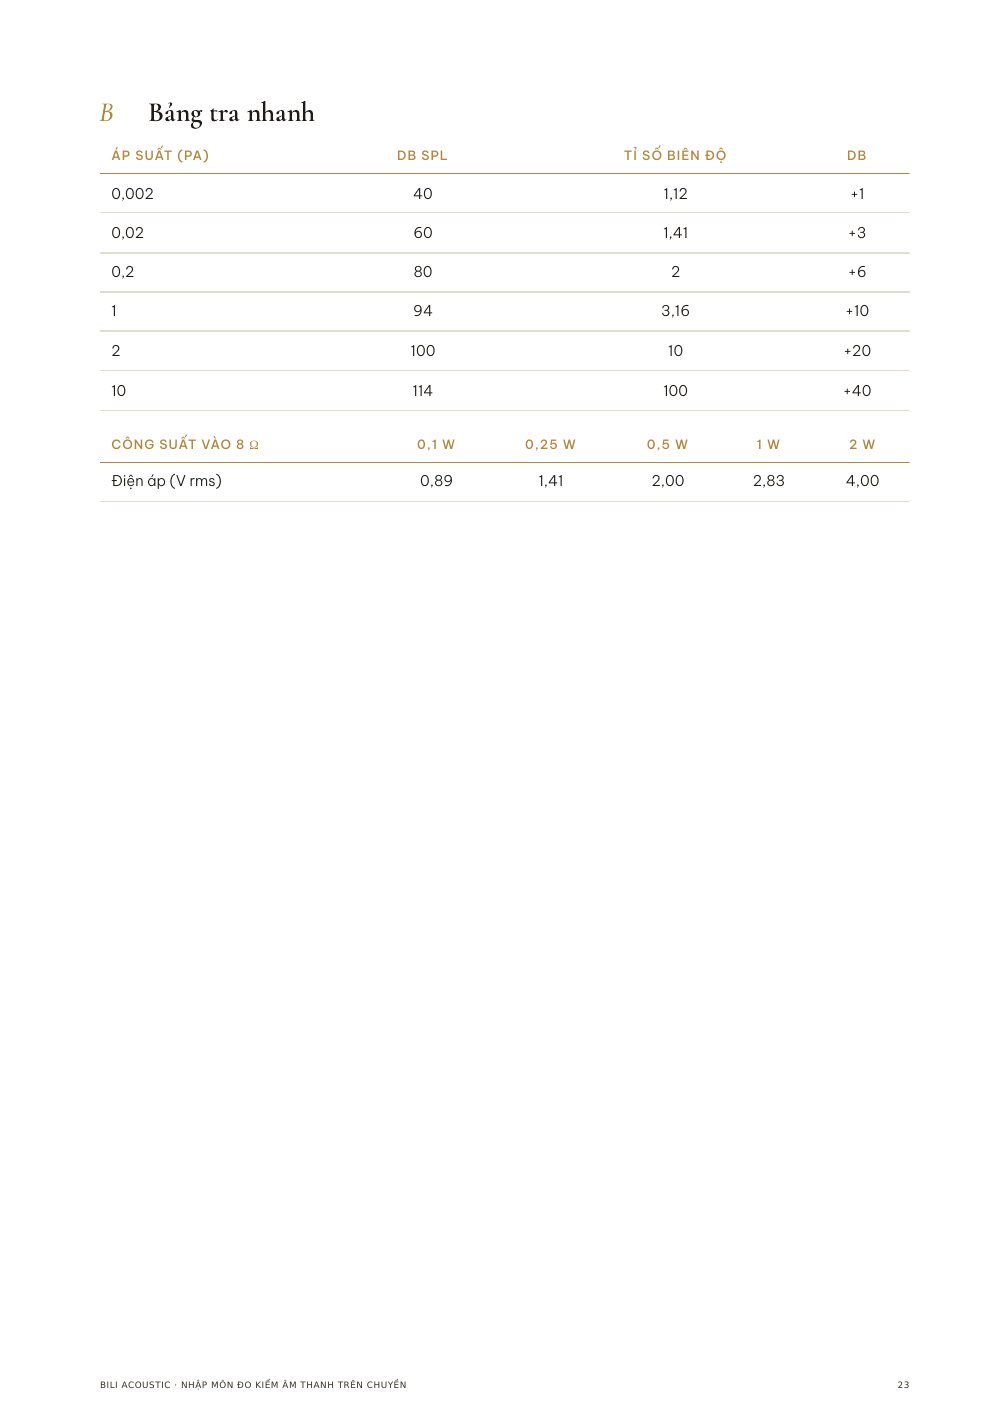 B Bảng tra nhanh
ÁP SUẤT (PA) DB SPL TỈ SỐ BIÊN ĐỘ DB
0,002 40 1,12 +1
0,02 60 1,41 +3
0,2 80 2 +6
1 94 3,16 +10
2 100 10 +20
10 114 100 +40
CÔNG SUẤT VÀO 8 Ω 0,1 W 0,25 W 0,5 W 1 W 2 W
Điện áp (V rms) 0,89 1,41 2,00 2,83 4,00
BILI ACOUSTIC · NHẬP MÔN ĐO KIỂM ÂM THANH TRÊN CHUYỀN 23